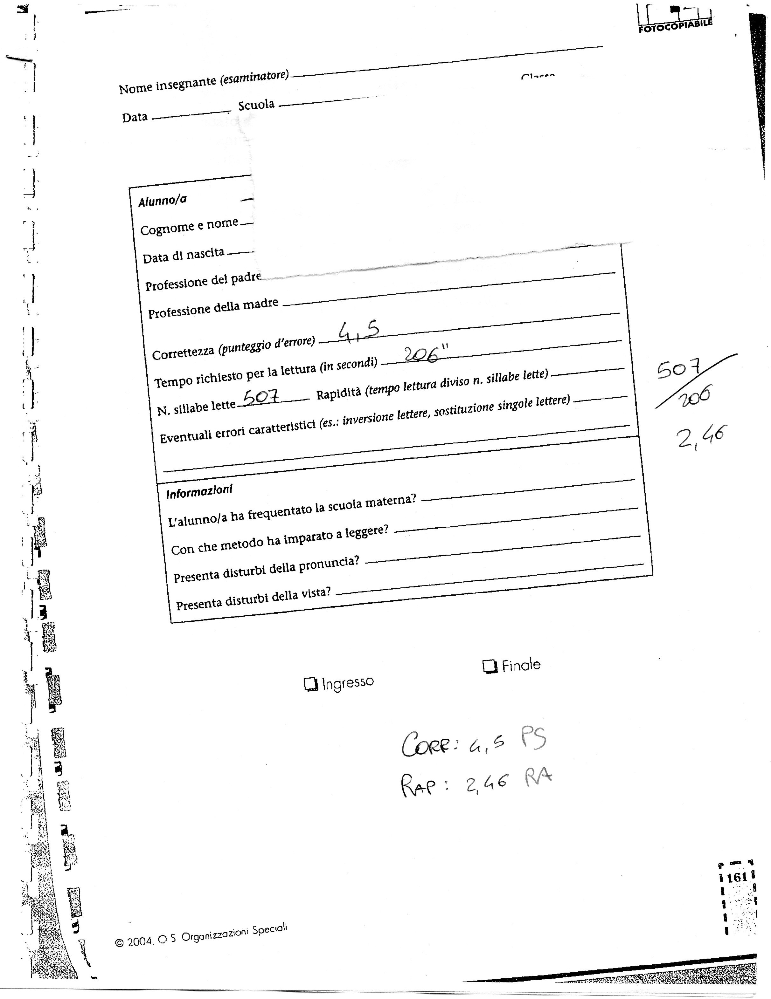 FOTOCOPIABILE
Nome insegnante (esaminatore)
Classe
Data Scuola
Alunno/a
Cognome e nome
Data di nascita
Professione del padre
Professione della madre
Correttezza (punteggio d'errore) 4,5
Tempo richiesto per la lettura (in secondi) 206"
N. sillabe lette 507 Rapidità (tempo lettura diviso n. sillabe lette)
507/206
2,46
Eventuali errori caratteristici (es.: inversione lettere, sostituzione singole lettere)
Informazioni
L'alunno/a ha frequentato la scuola materna?
Con che metodo ha imparato a leggere?
Presenta disturbi della pronuncia?
Presenta disturbi della vista?
Ingresso Finale
CORR: 4,5 PS
RAP: 2,46 RA
161
© 2004, O S Organizzazioni Speciali